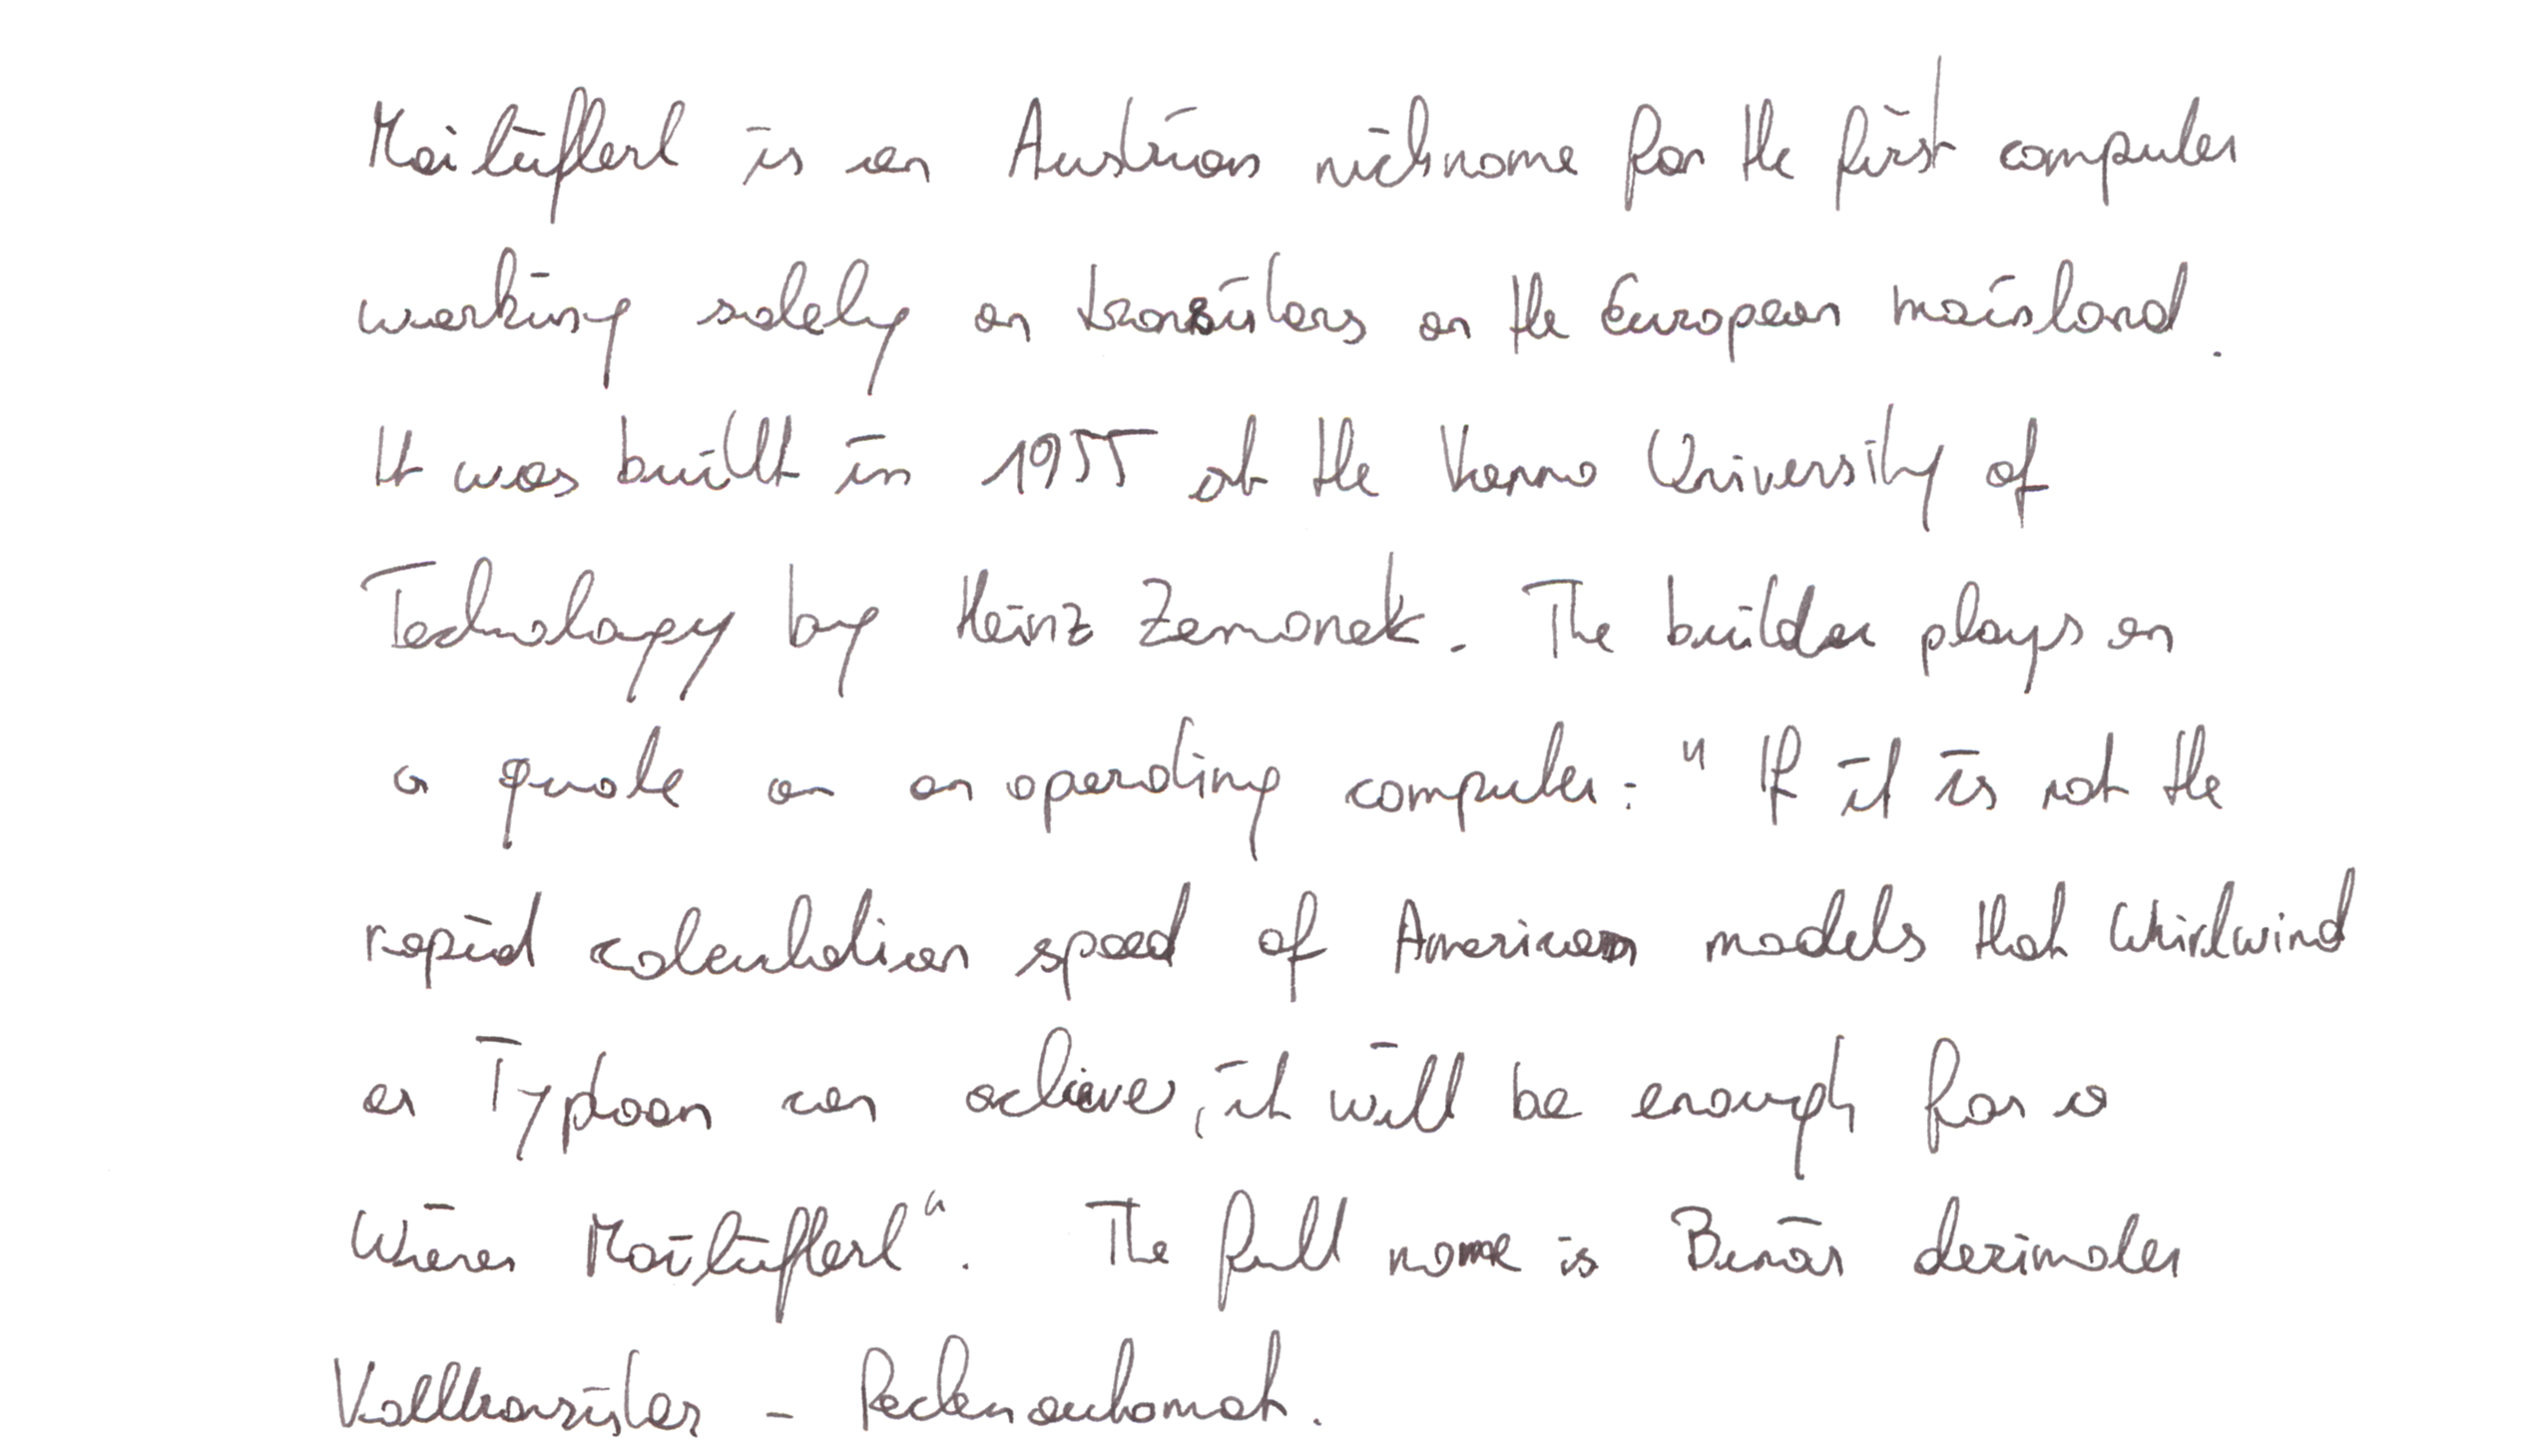 Mailüfterl is an Austrian nickname for the first computer
working solely on transistors on the European mainland.
It was built in 1955 at the Vienna University of
Technology by Heinz Zemanek. The builder plays on
a quote on an operating computer: "If it is not the
rapid calculation speed of American models that Whirlwind
or Typhoon can achieve, it will be enough for a
Wiener Mailüfterl". The full name is Binär dezimaler
Volltransistor - Rechenautomat.